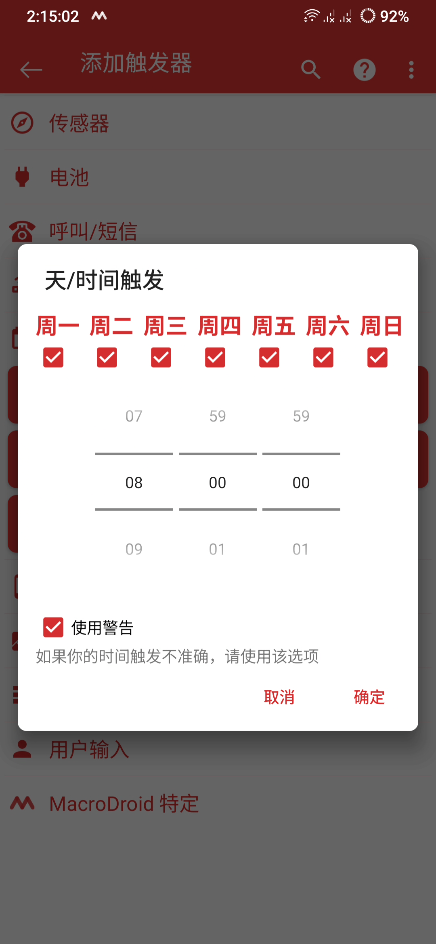 2:15:02
92%
添加触发器
传感器
电池
呼叫/短信
天/时间触发
周一 周二 周三 周四 周五 周六 周日
07 59 59
08 00 00
09 01 01
使用警告
如果你的时间触发不准确，请使用该选项
取消 确定
用户输入
MacroDroid 特定